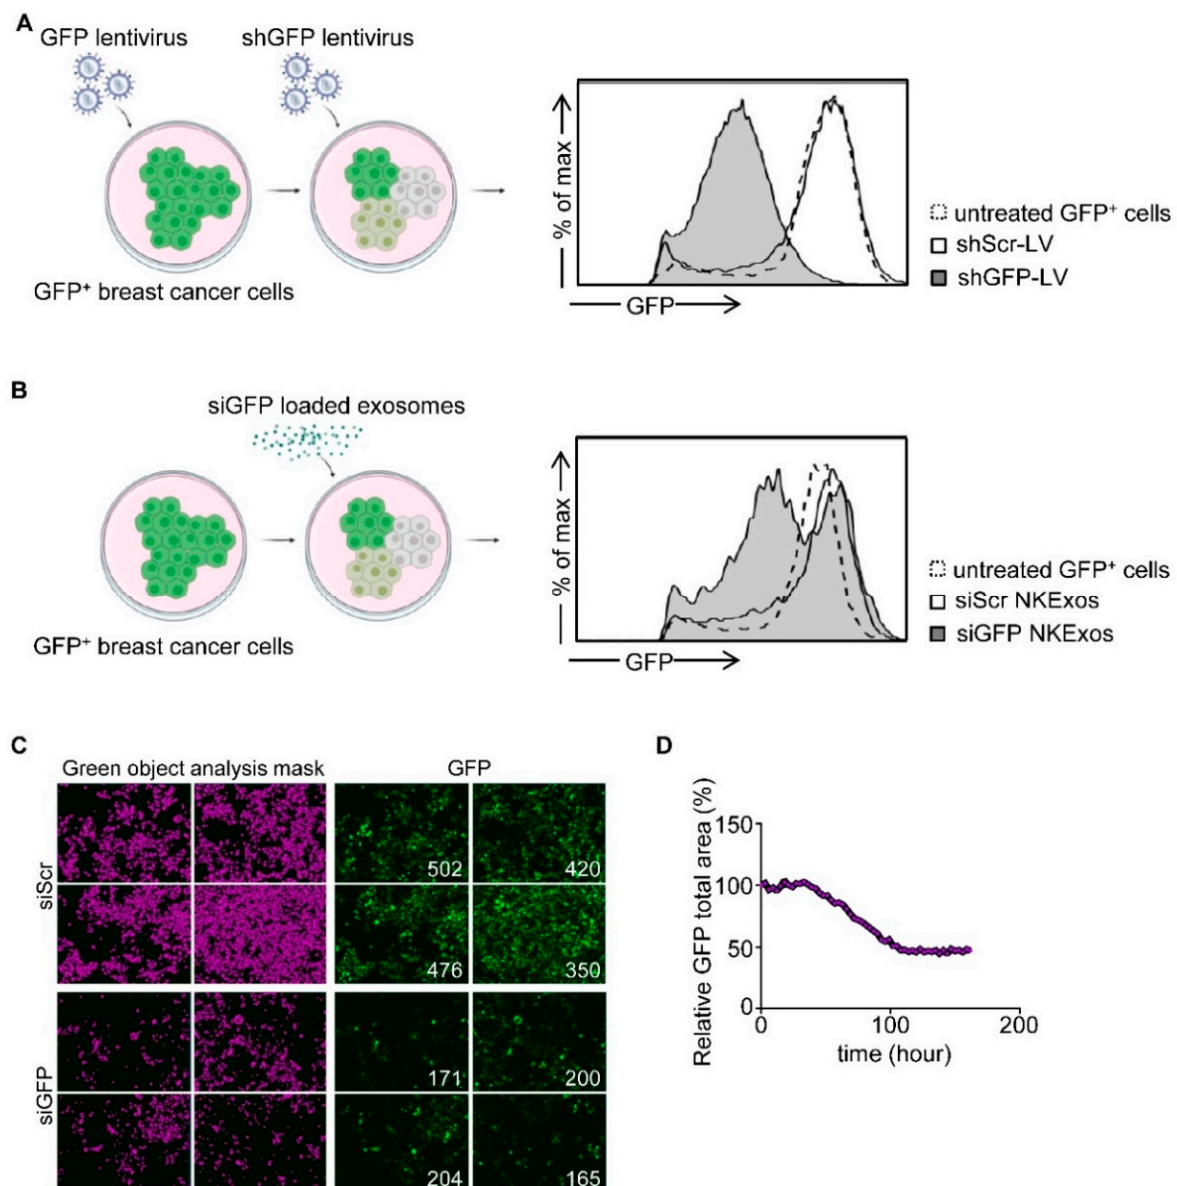 A
GFP lentivirus
shGFP lentivirus
GFP⁺ breast cancer cells
% of max
GFP
untreated GFP⁺ cells
shScr-LV
shGFP-LV
B
siGFP loaded exosomes
GFP⁺ breast cancer cells
% of max
GFP
untreated GFP⁺ cells
siScr NKExos
siGFP NKExos
C
Green object analysis mask
GFP
siScr
502
420
476
350
siGFP
171
200
204
165
D
Relative GFP total area (%)
150
100
50
0
0
100
200
time (hour)